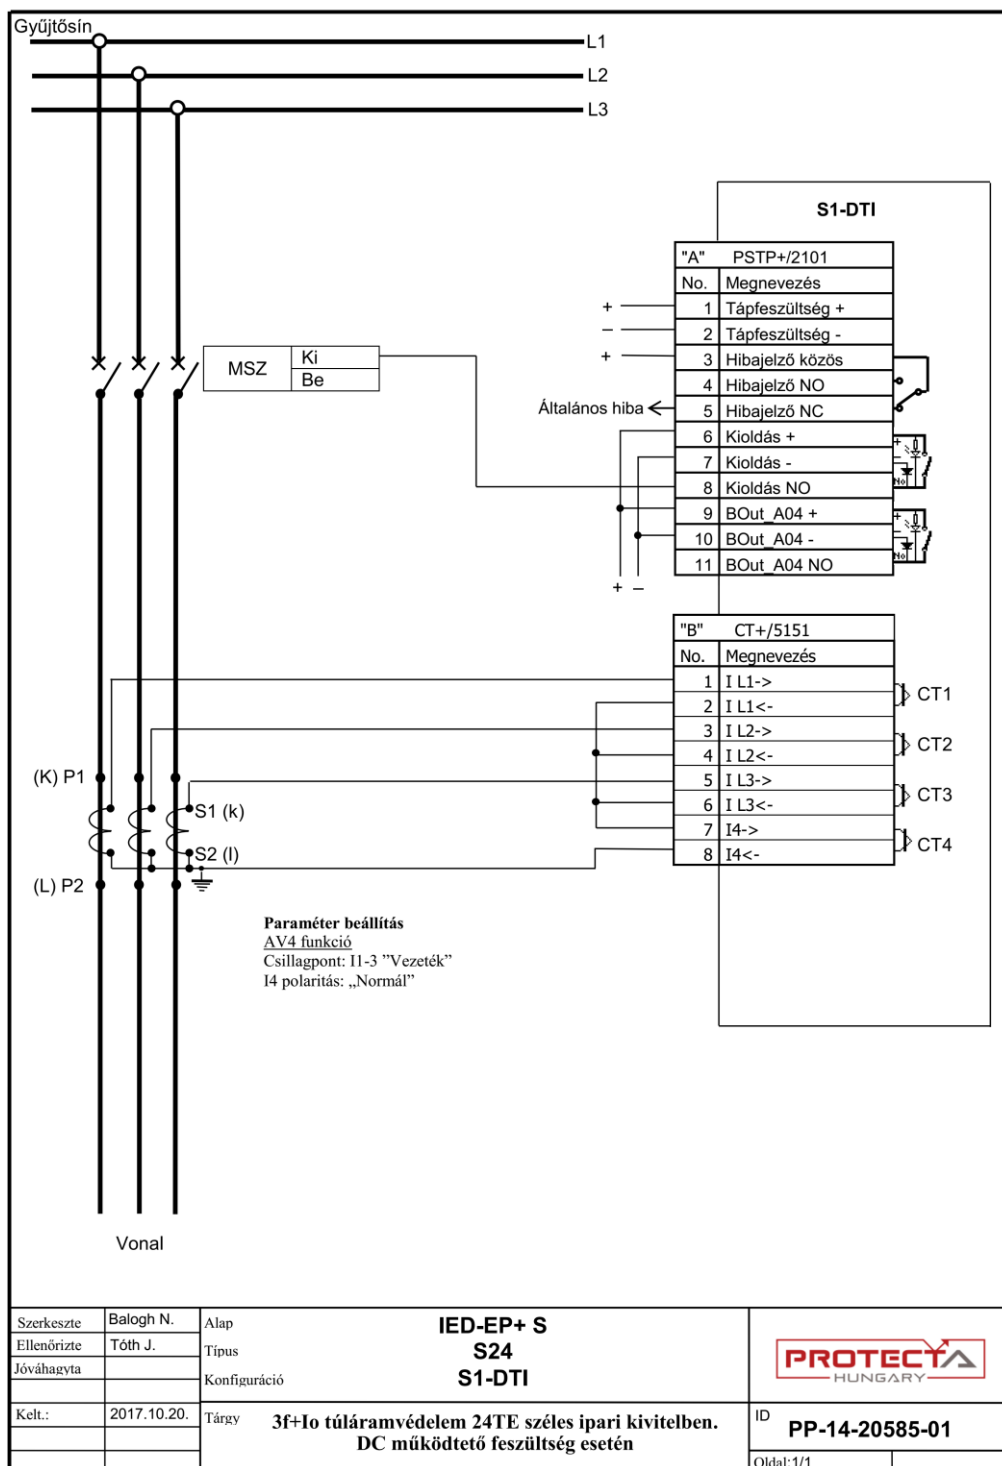 Gyűjtősín
L1
L2
L3
S1-DTI
"A" PSTP+/2101
No. Megnevezés
+ 1 Tápfeszültség +
– 2 Tápfeszültség -
+ 3 Hibajelző közös
4 Hibajelző NO
Általános hiba 5 Hibajelző NC
6 Kioldás +
7 Kioldás -
8 Kioldás NO
9 BOut_A04 +
10 BOut_A04 -
11 BOut_A04 NO
+ –
+
–
No
+
–
No
MSZ
Ki
Be
"B" CT+/5151
No. Megnevezés
1 I L1->
2 I L1<-
3 I L2->
4 I L2<-
5 I L3->
6 I L3<-
7 I4->
8 I4<-
CT1
CT2
CT3
CT4
(K) P1
S1 (k)
S2 (l)
(L) P2
Paraméter beállítás
AV4 funkció
Csillagpont: I1-3 ”Vezeték”
I4 polaritás: „Normál”
Vonal
Szerkeszte Balogh N.
Ellenőrizte Tóth J.
Jóváhagyta
Kelt.: 2017.10.20.
Alap IED-EP+ S
Típus S24
Konfiguráció S1-DTI
Tárgy 3f+Io túláramvédelem 24TE széles ipari kivitelben.
DC működtető feszültség esetén
PROTECTA
HUNGARY
ID PP-14-20585-01
Oldal:1/1